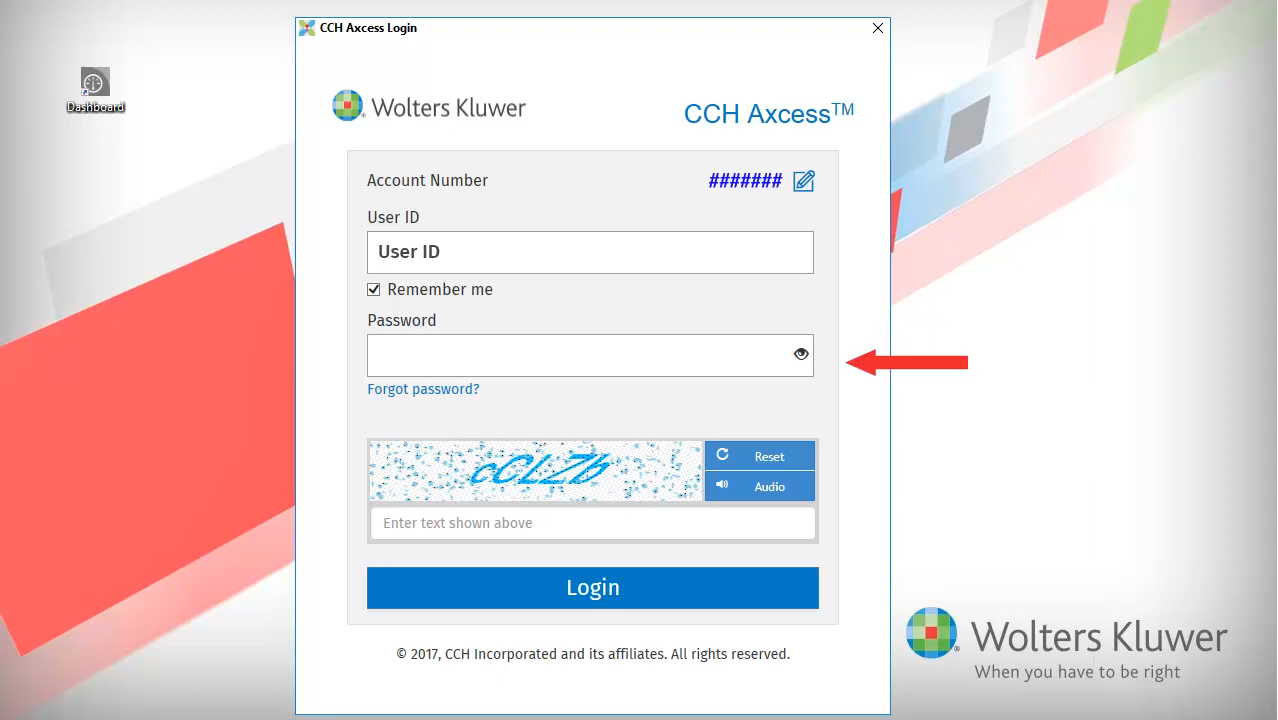 CCH Axcess Login
Dashboard
Wolters Kluwer
CCH Axcess™
Account Number
#######
User ID
User ID
Remember me
Password
Forgot password?
cCLZb
Reset
Audio
Enter text shown above
Login
© 2017, CCH Incorporated and its affiliates. All rights reserved.
Wolters Kluwer
When you have to be right